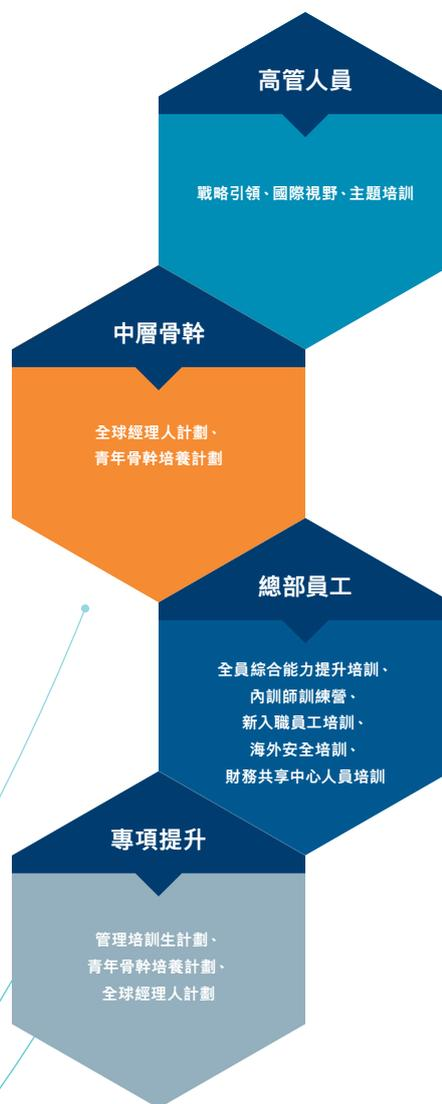 高管人員
戰略引領、國際視野、主題培訓
中層骨幹
全球經理人計劃、
青年骨幹培養計劃
總部員工
全員綜合能力提升培訓、
內訓師訓練營、
新入職員工培訓、
海外安全培訓、
財務共享中心人員培訓
專項提升
管理培訓生計劃、
青年骨幹培養計劃、
全球經理人計劃